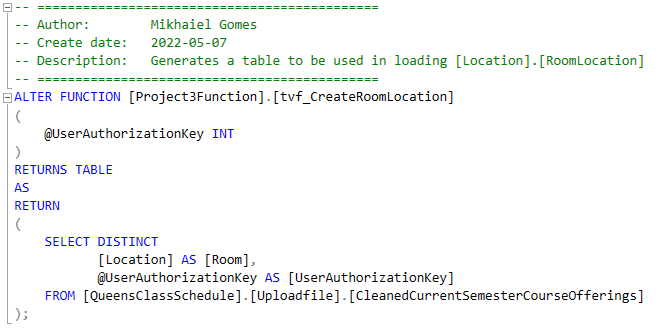 -- =============================================
-- Author:		Mikhaiel Gomes
-- Create date:	2022-05-07
-- Description:	Generates a table to be used in loading [Location].[RoomLocation]
-- =============================================
ALTER FUNCTION [Project3Function].[tvf_CreateRoomLocation]
(
    @UserAuthorizationKey INT
)
RETURNS TABLE
AS
RETURN
(
    SELECT DISTINCT
           [Location] AS [Room],
           @UserAuthorizationKey AS [UserAuthorizationKey]
    FROM [QueensClassSchedule].[Uploadfile].[CleanedCurrentSemesterCourseOfferings]
);